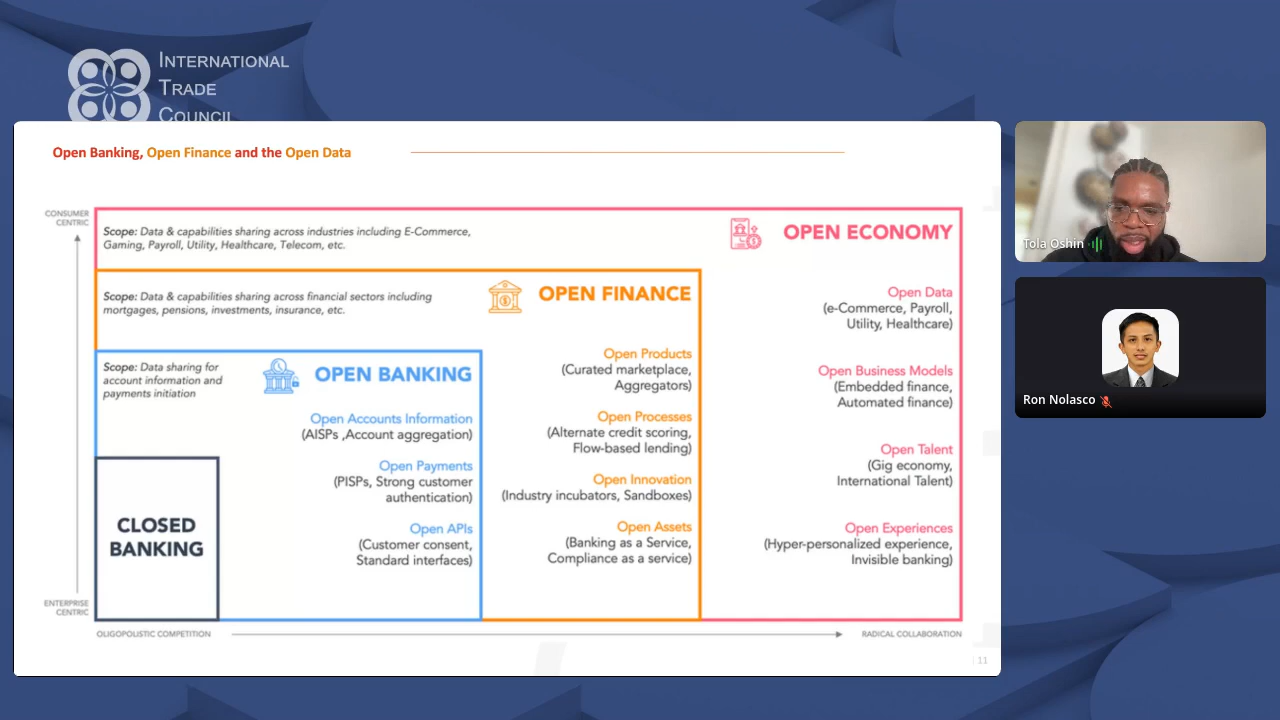 INTERNATIONAL
TRADE
COUNCIL
Open Banking, Open Finance and the Open Data
CONSUMER
CENTRIC
Scope: Data & capabilities sharing across industries including E-Commerce,
Gaming, Payroll, Utility, Healthcare, Telecom, etc.
OPEN ECONOMY
Scope: Data & capabilities sharing across financial sectors including
mortgages, pensions, investments, insurance, etc.
OPEN FINANCE
Scope: Data sharing for
account information and
payments initiation
OPEN BANKING
Open Accounts Information
(AISPs ,Account aggregation)
Open Payments
(PISPs, Strong customer
authentication)
Open APIs
(Customer consent,
Standard interfaces)
Open Products
(Curated marketplace,
Aggregators)
Open Processes
(Alternate credit scoring,
Flow-based lending)
Open Innovation
(Industry incubators, Sandboxes)
Open Assets
(Banking as a Service,
Compliance as a service)
Open Data
(e-Commerce, Payroll,
Utility, Healthcare)
Open Business Models
(Embedded finance,
Automated finance)
Open Talent
(Gig economy,
International Talent)
Open Experiences
(Hyper-personalized experience,
Invisible banking)
CLOSED
BANKING
ENTERPRISE
CENTRIC
OLIGOPOLISTIC COMPETITION
RADICAL COLLABORATION
11
Tola Oshin
Ron Nolasco